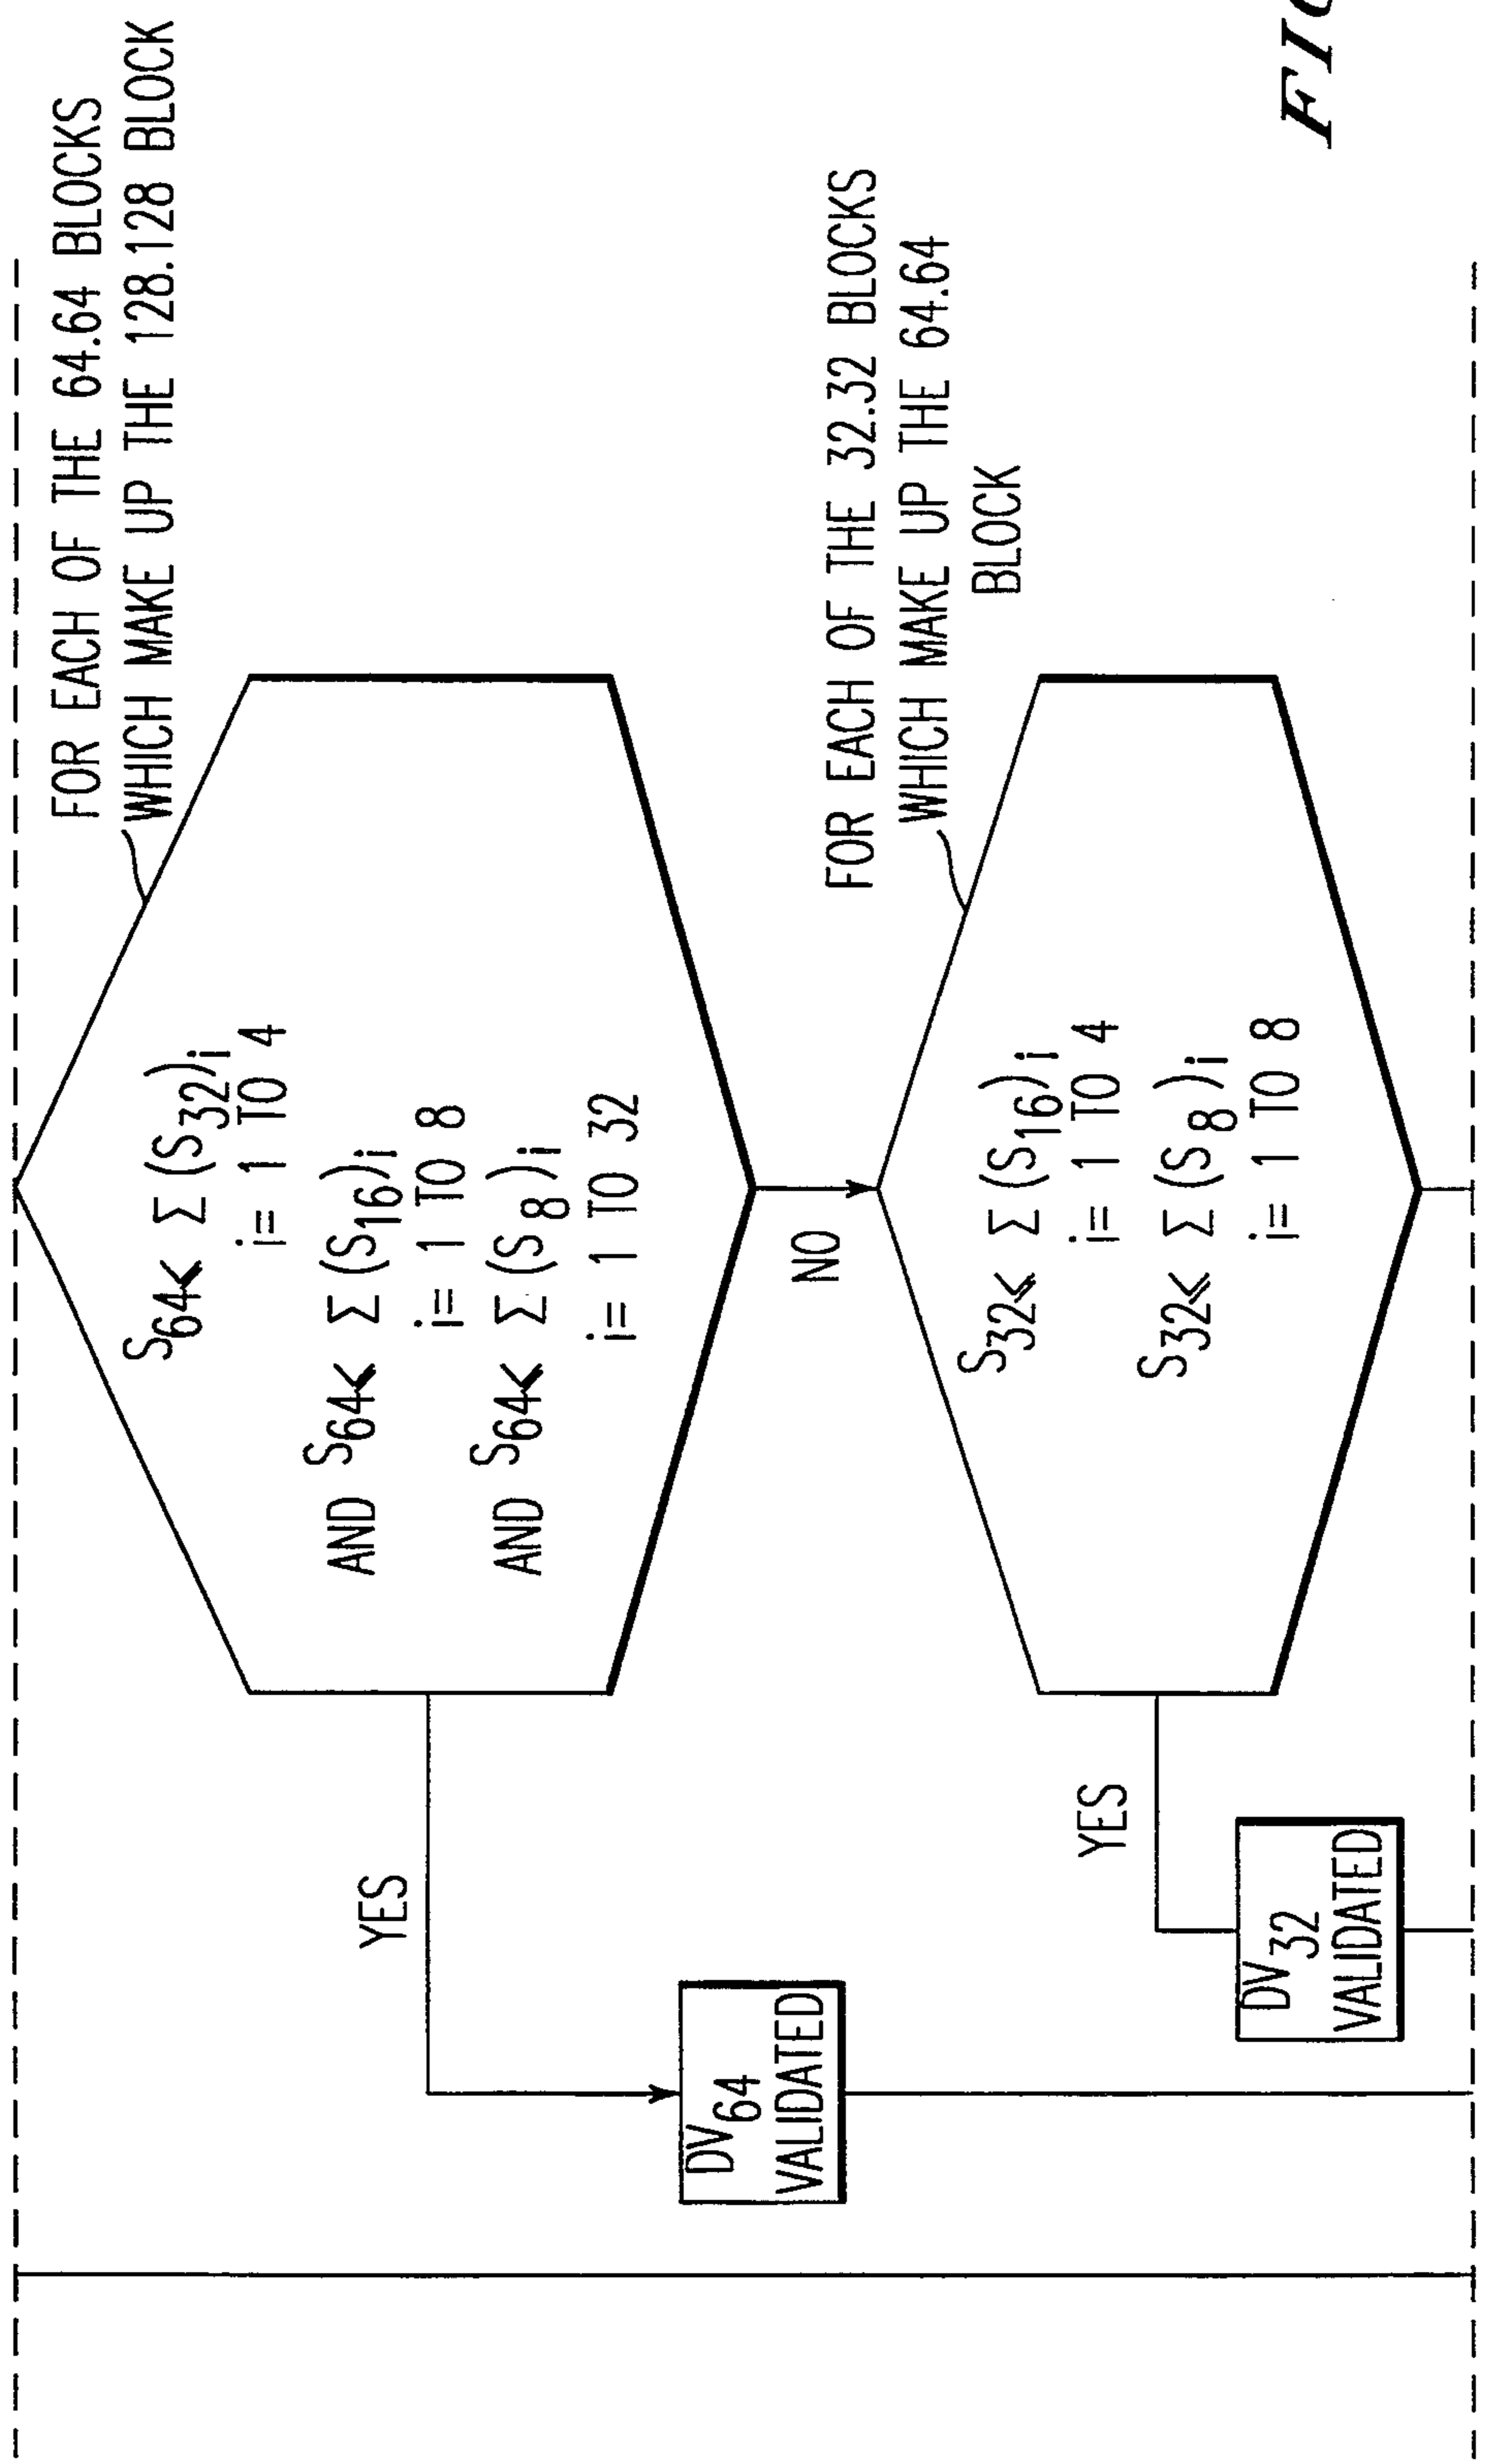 FOR EACH OF THE 64.64 BLOCKS
WHICH MAKE UP THE 128.128 BLOCK
S64< Σ (S32)i
i= 1 TO 4
AND S64< Σ (S16)i
i= 1 TO 8
AND S64< Σ (S8)i
i= 1 TO 32
YES
DV64
VALIDATED
NO
FOR EACH OF THE 32.32 BLOCKS
WHICH MAKE UP THE 64.64
BLOCK
S32< Σ (S16)i
i= 1 TO 4
S32< Σ (S8)i
i= 1 TO 8
YES
DV32
VALIDATED